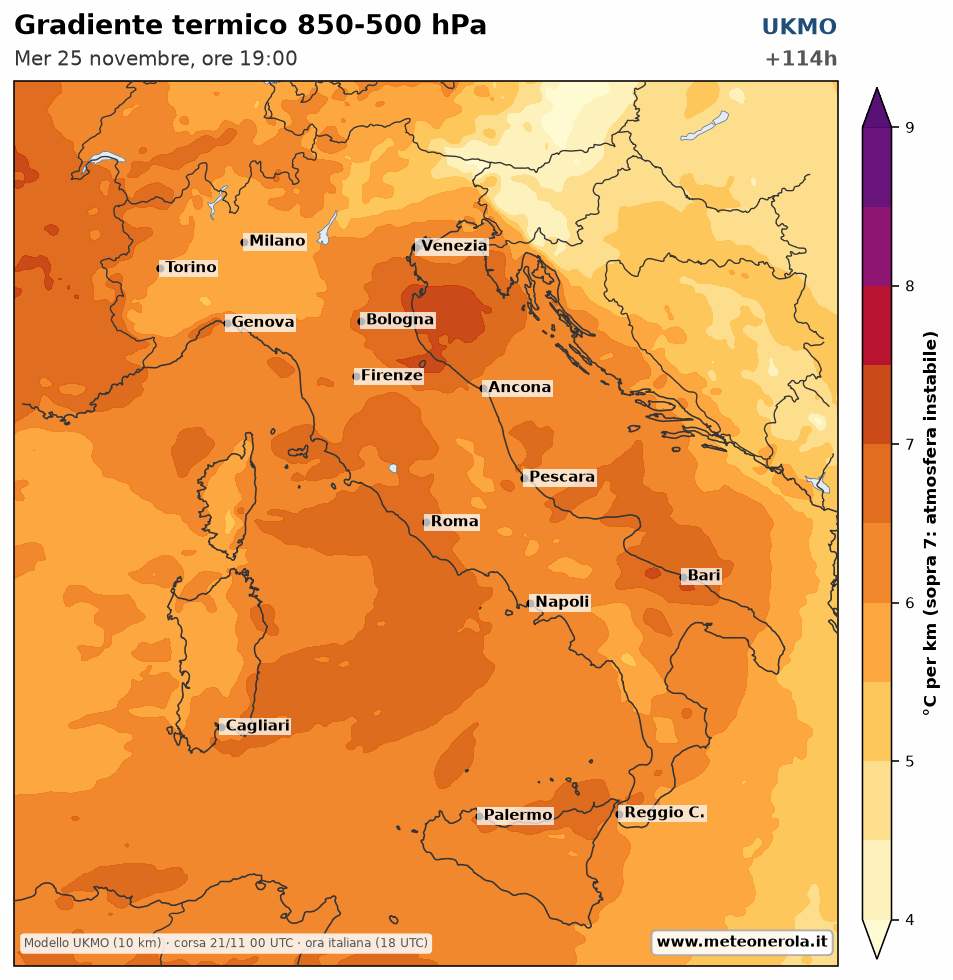 Gradiente termico 850-500 hPa
UKMO
Mer 25 novembre, ore 19:00
+114h
Milano
Venezia
Torino
Genova
Bologna
Firenze
Ancona
Pescara
Roma
Bari
Napoli
Cagliari
Palermo
Reggio C.
9
8
7
6
5
4
°C per km (sopra 7: atmosfera instabile)
Modello UKMO (10 km) · corsa 21/11 00 UTC · ora italiana (18 UTC)
www.meteonerola.it